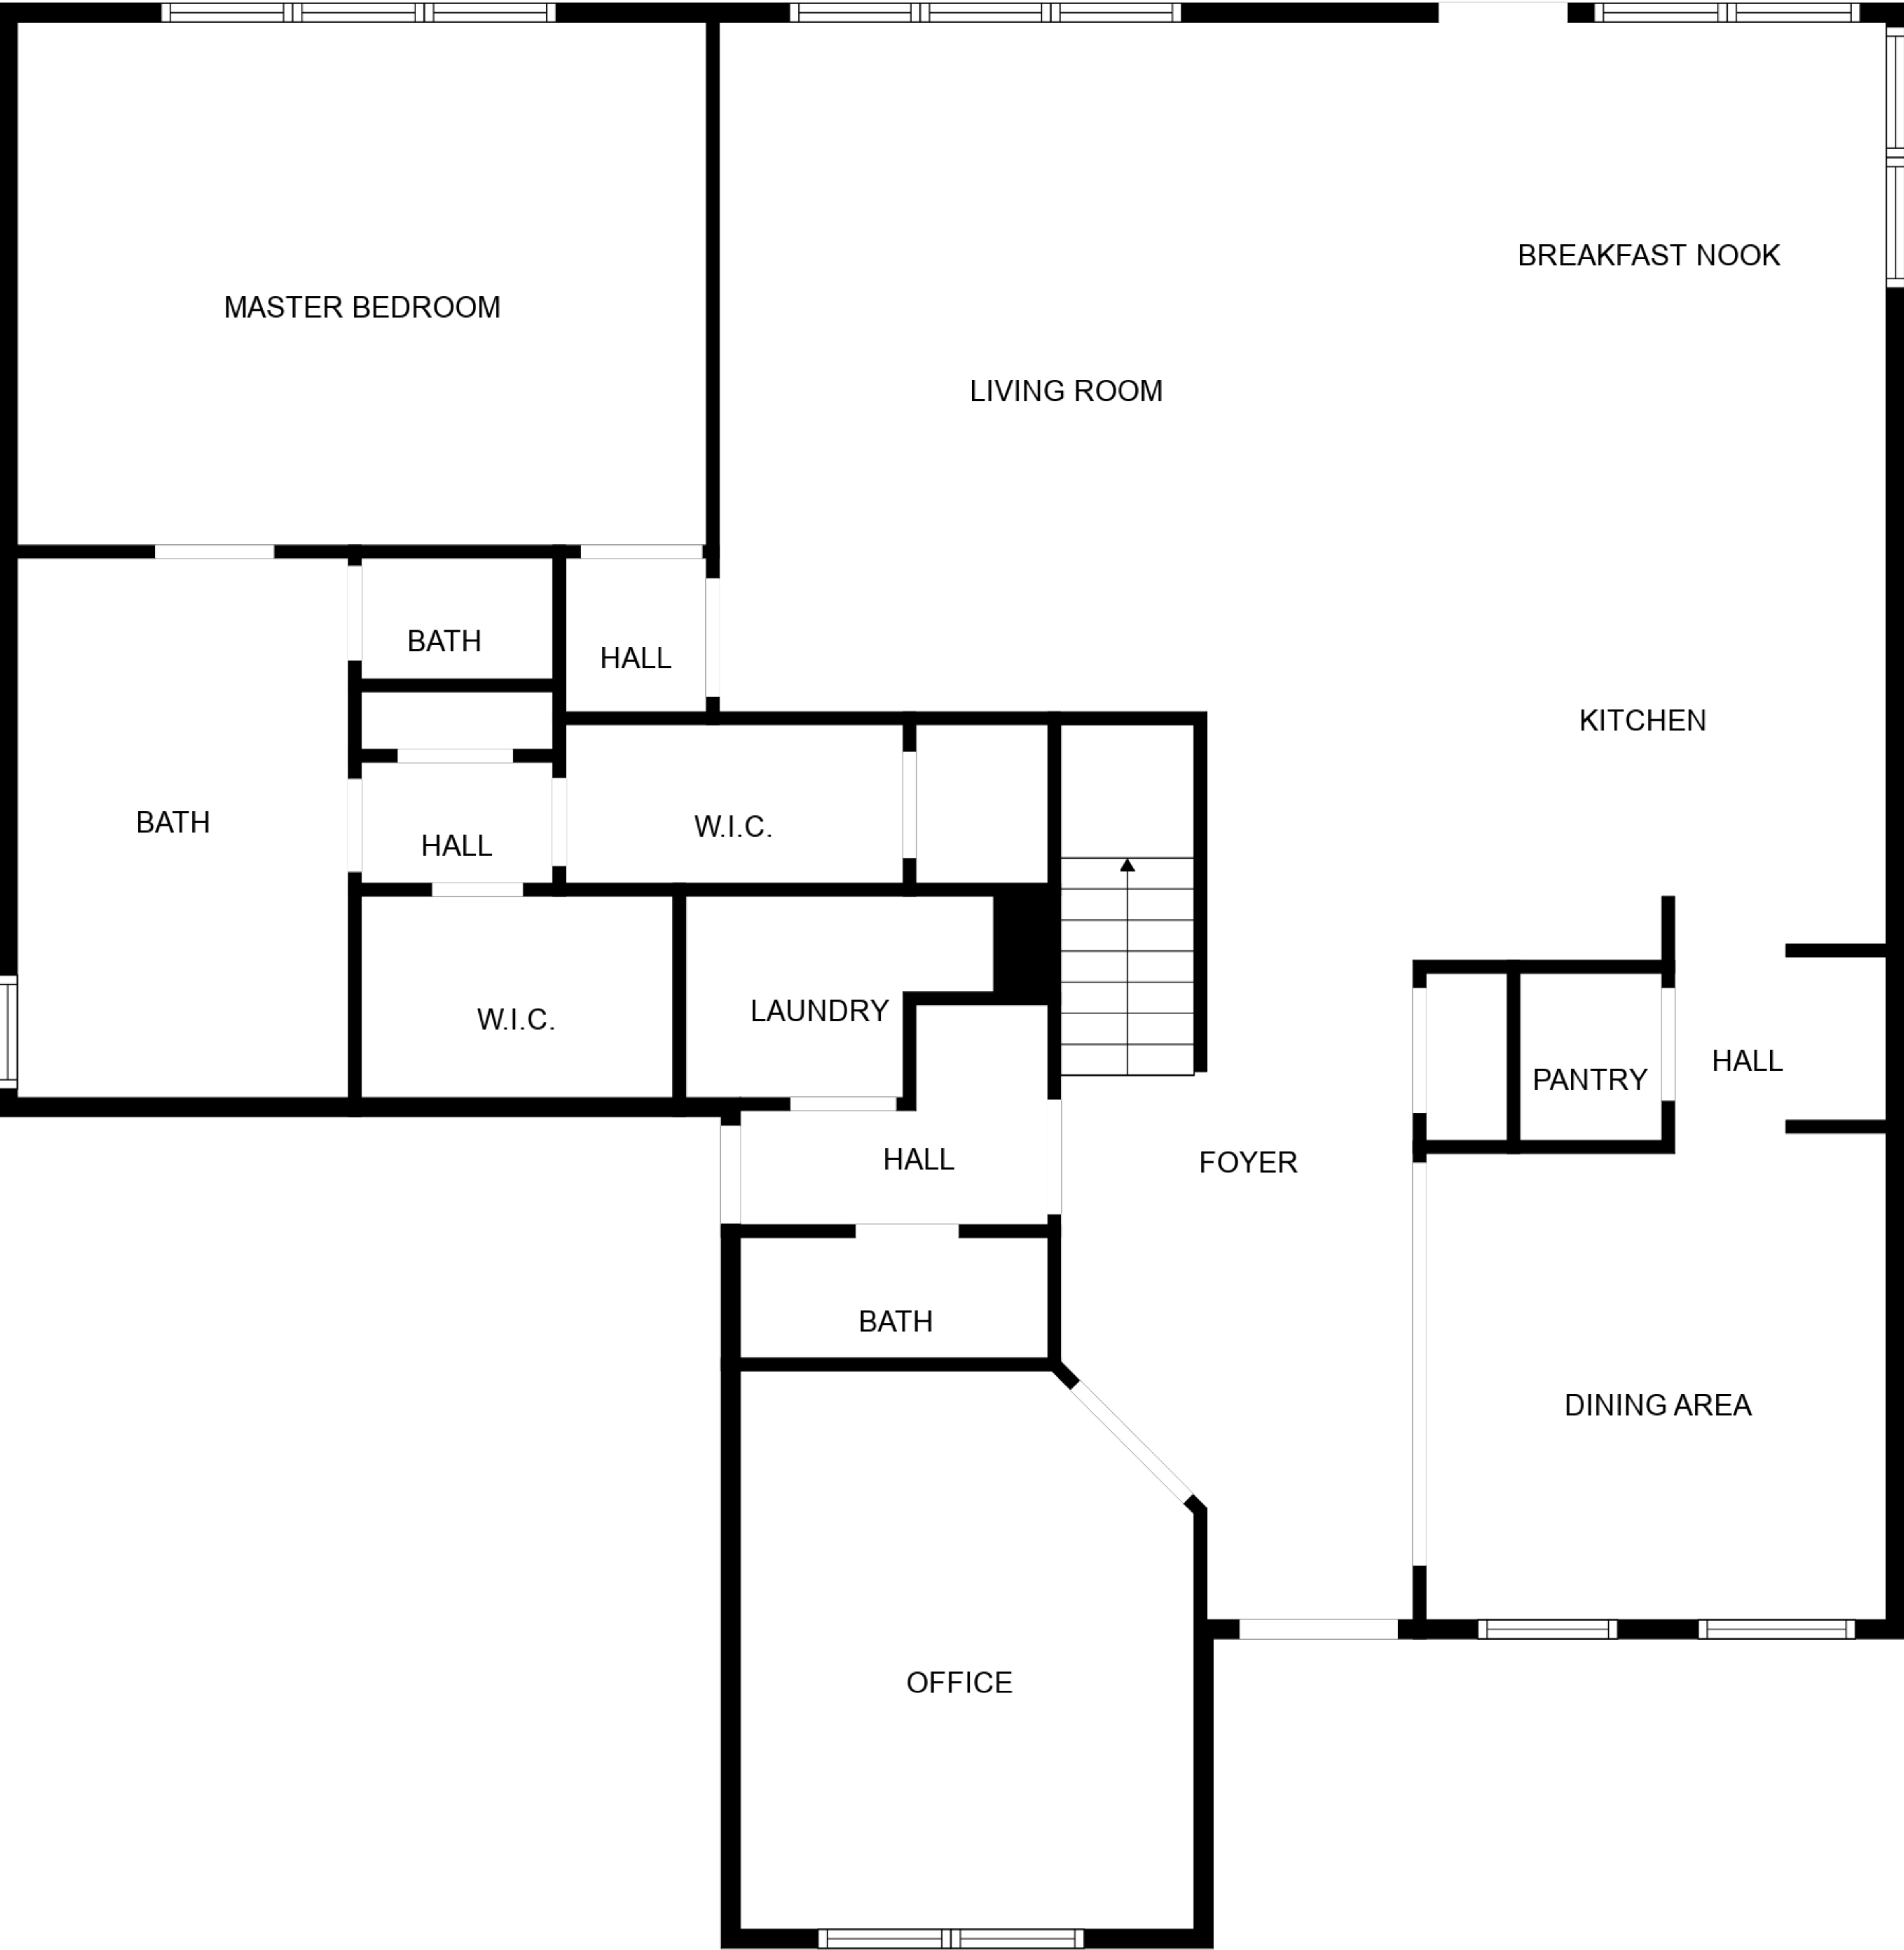 BREAKFAST NOOK
MASTER BEDROOM
LIVING ROOM
BATH
HALL
KITCHEN
BATH
W.I.C.
HALL
LAUNDRY
W.I.C.
HALL
PANTRY
HALL
FOYER
BATH
DINING AREA
OFFICE